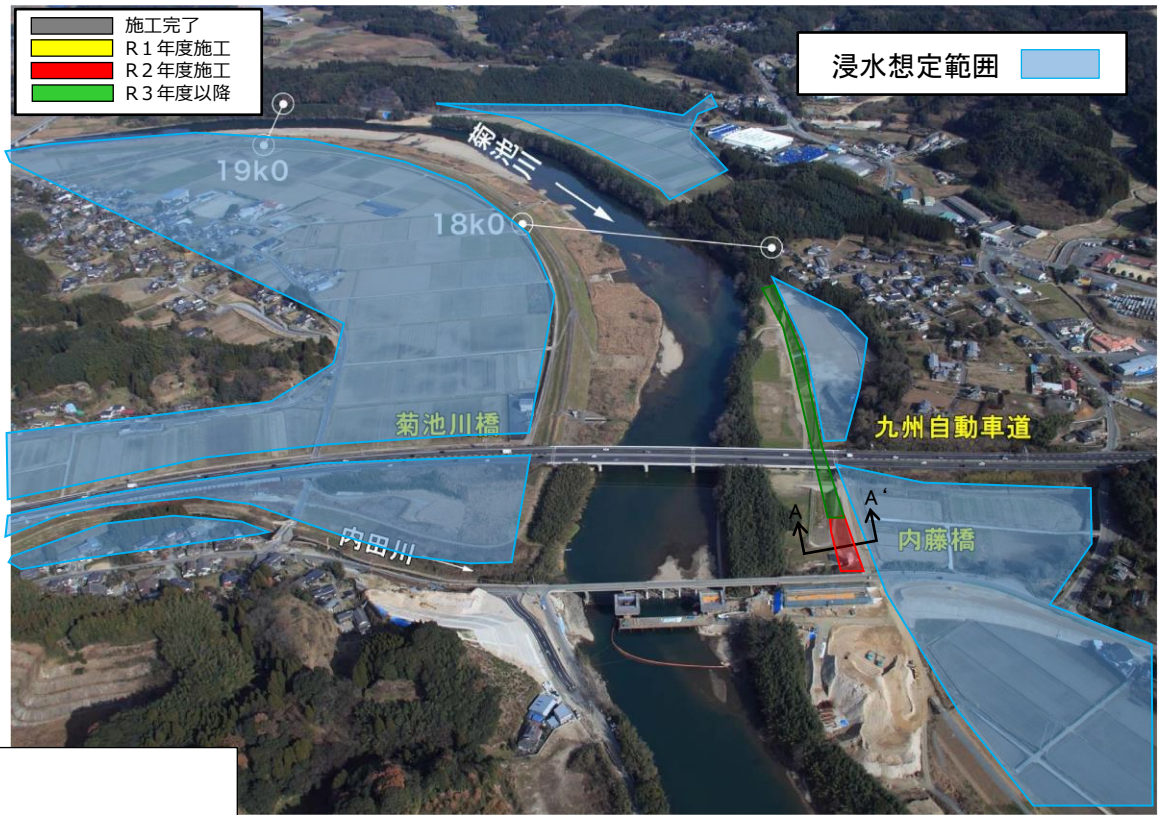 施工完了
R1年度施工
R2年度施工
R3年度以降
浸水想定範囲
菊池川
19k0
18k0
菊池川橋
九州自動車道
A A‘
内藤橋
内田川